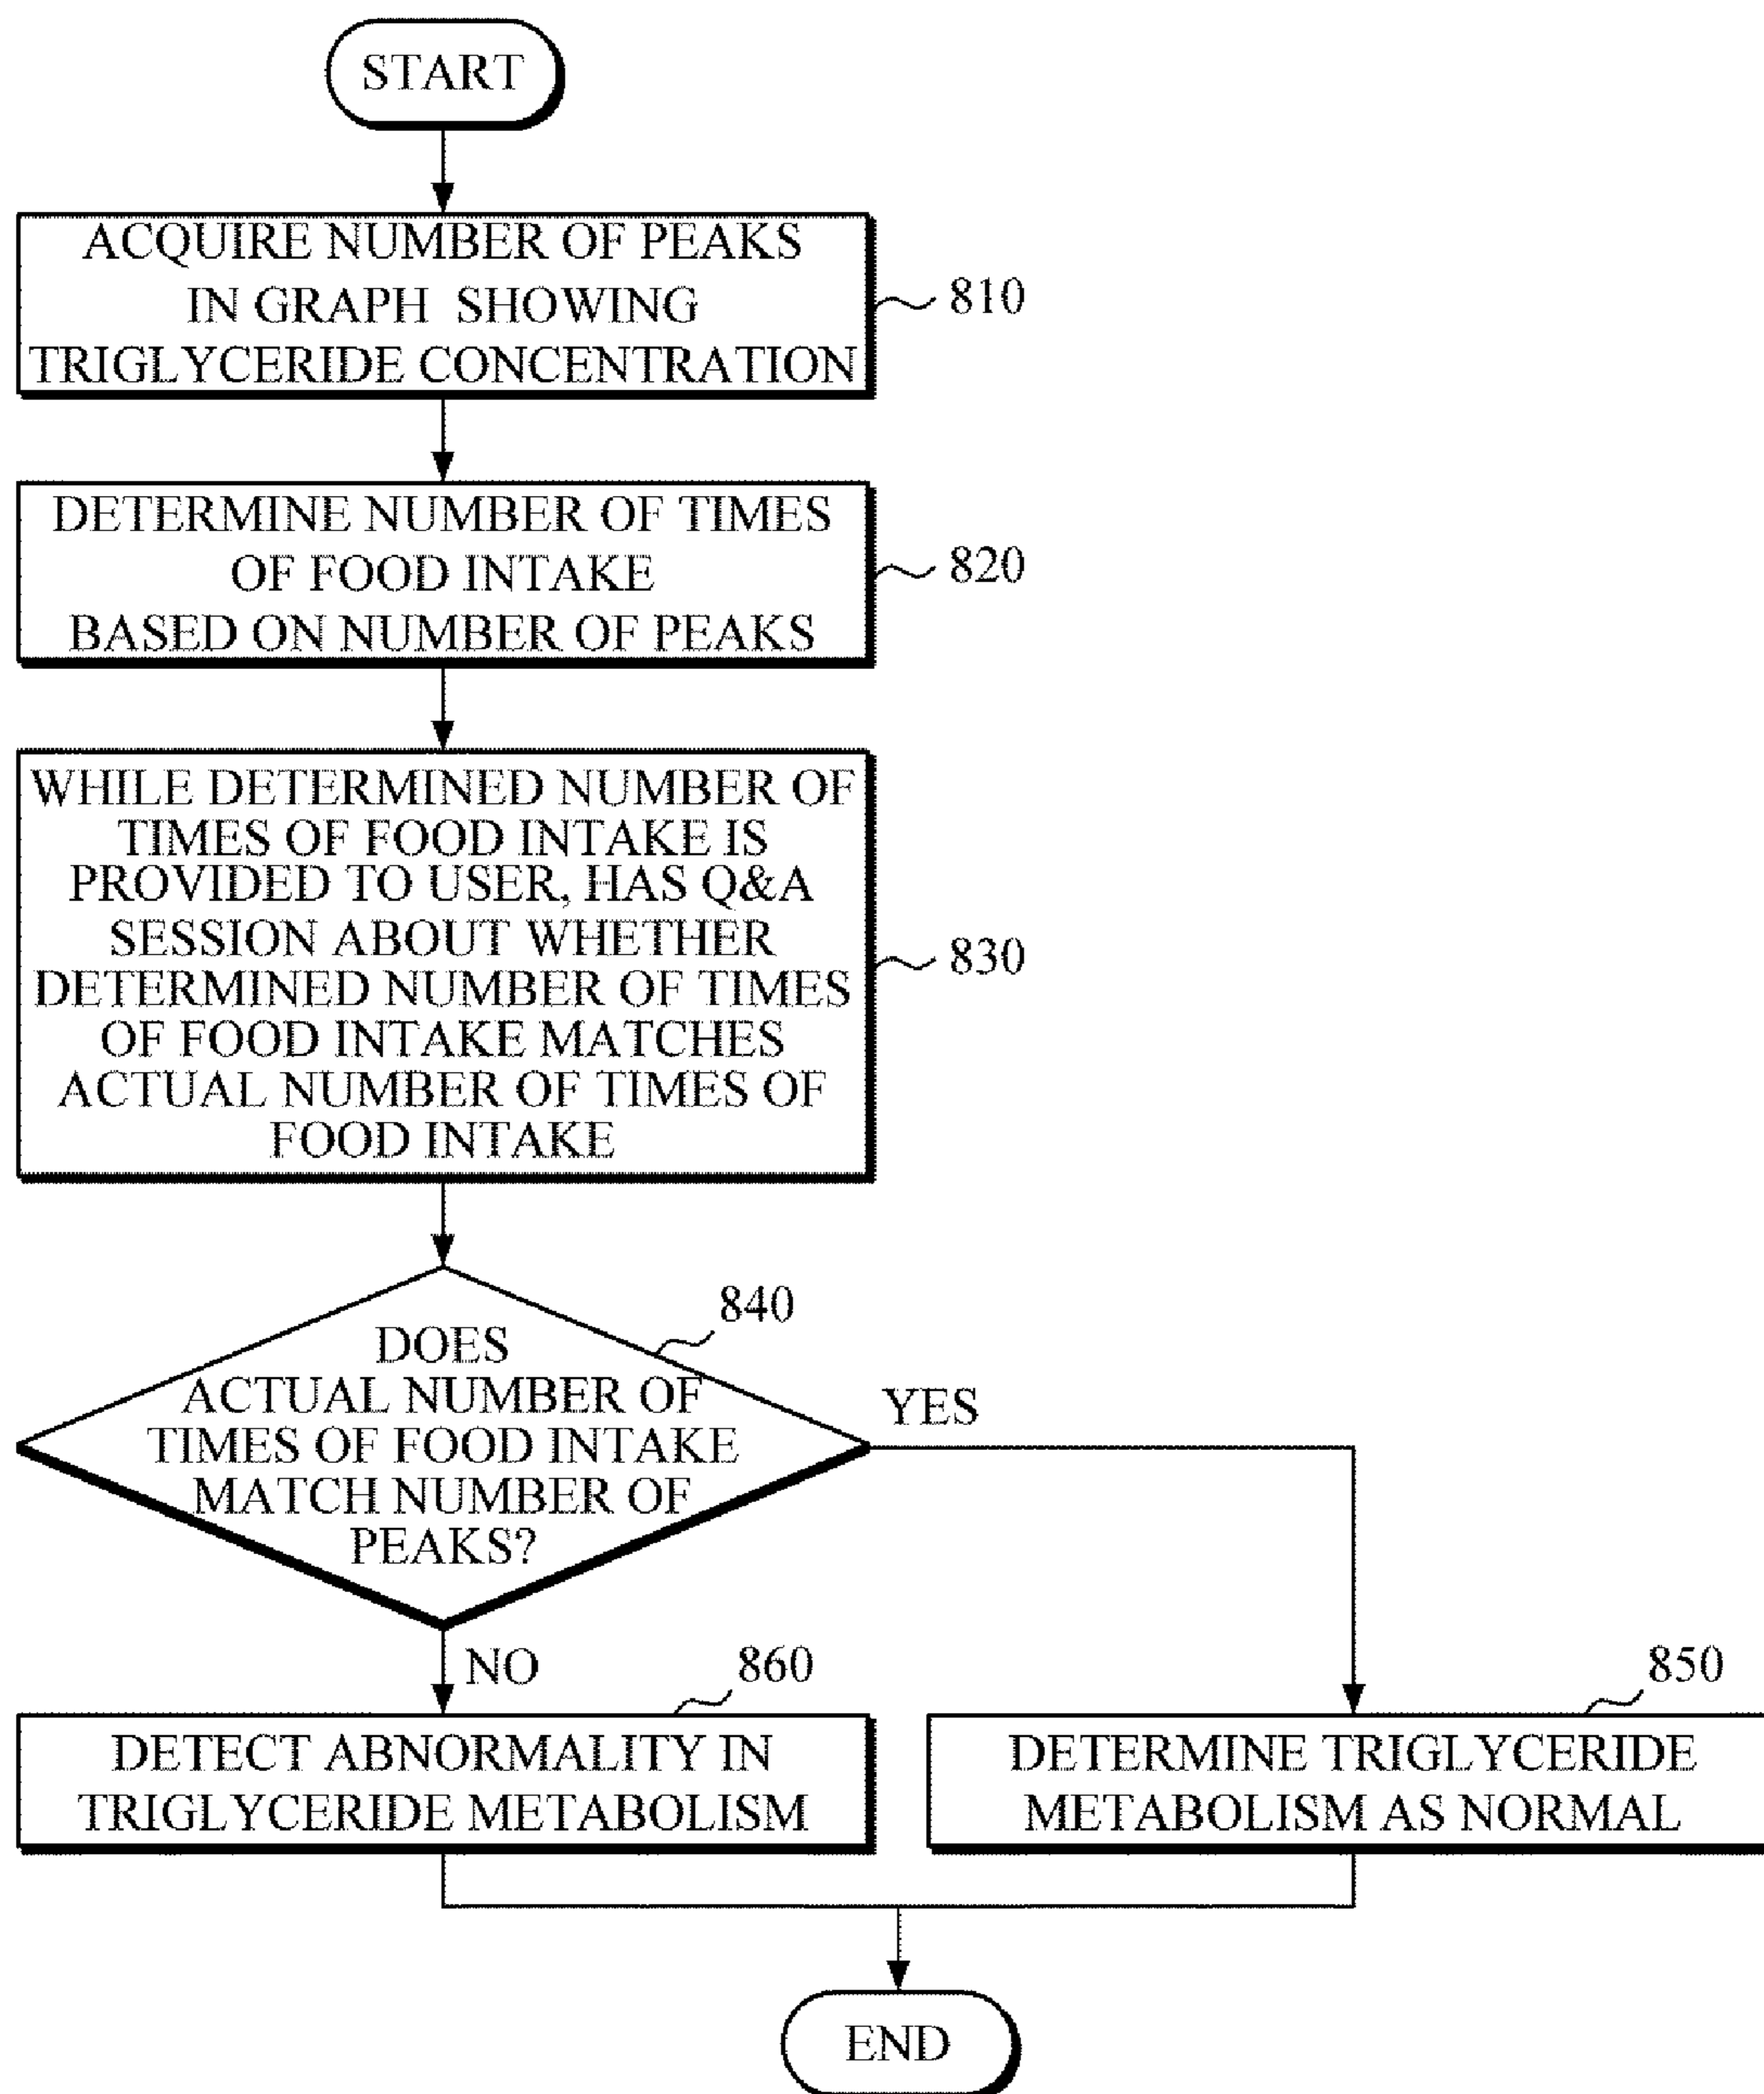 START
ACQUIRE NUMBER OF PEAKS
IN GRAPH SHOWING
TRIGLYCERIDE CONCENTRATION
810
DETERMINE NUMBER OF TIMES
OF FOOD INTAKE
BASED ON NUMBER OF PEAKS
820
WHILE DETERMINED NUMBER OF
TIMES OF FOOD INTAKE IS
PROVIDED TO USER, HAS Q&A
SESSION ABOUT WHETHER
DETERMINED NUMBER OF TIMES
OF FOOD INTAKE MATCHES
ACTUAL NUMBER OF TIMES OF
FOOD INTAKE
830
840
DOES
ACTUAL NUMBER OF
TIMES OF FOOD INTAKE
MATCH NUMBER OF
PEAKS?
YES
NO
860
DETECT ABNORMALITY IN
TRIGLYCERIDE METABOLISM
850
DETERMINE TRIGLYCERIDE
METABOLISM AS NORMAL
END